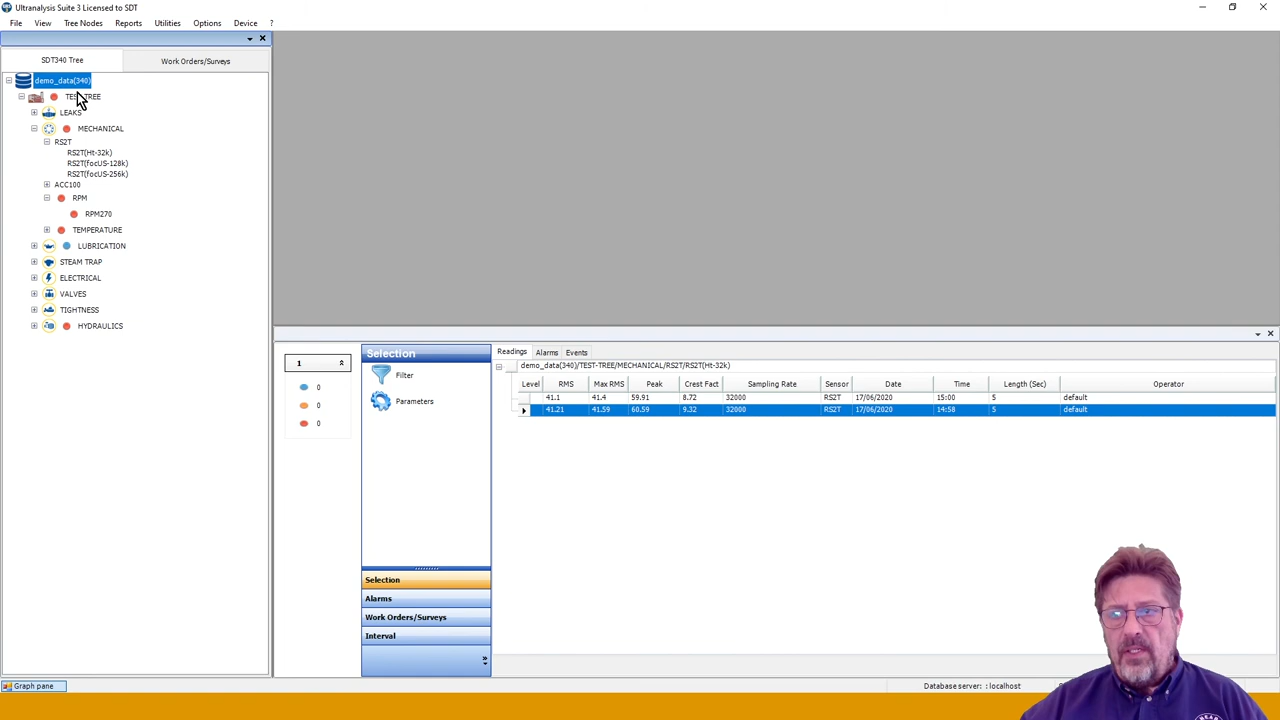 Ultranalysis Suite 3 Licensed to SDT
File View Tree Nodes Reports Utilities Options Device ?
SDT340 Tree Work Orders/Surveys
demo_data(340)
TEST-TREE
LEAKS
MECHANICAL
RS2T
RS2T(Ht-32k)
RS2T(focUS-128k)
RS2T(focUS-256k)
ACC100
RPM
RPM270
TEMPERATURE
LUBRICATION
STEAM TRAP
ELECTRICAL
VALVES
TIGHTNESS
HYDRAULICS
1
0
0
0
Selection
Filter
Parameters
Selection
Alarms
Work Orders/Surveys
Interval
Readings Alarms Events
demo_data(340)/TEST-TREE/MECHANICAL/RS2T/RS2T(Ht-32k)
Level RMS Max RMS Peak Crest Fact Sampling Rate Sensor Date Time Length (Sec) Operator
41.1 41.4 59.91 8.72 32000 RS2T 17/06/2020 15:00 5 default
41.21 41.59 60.59 9.32 32000 RS2T 17/06/2020 14:58 5 default
Graph pane Database server: : localhost